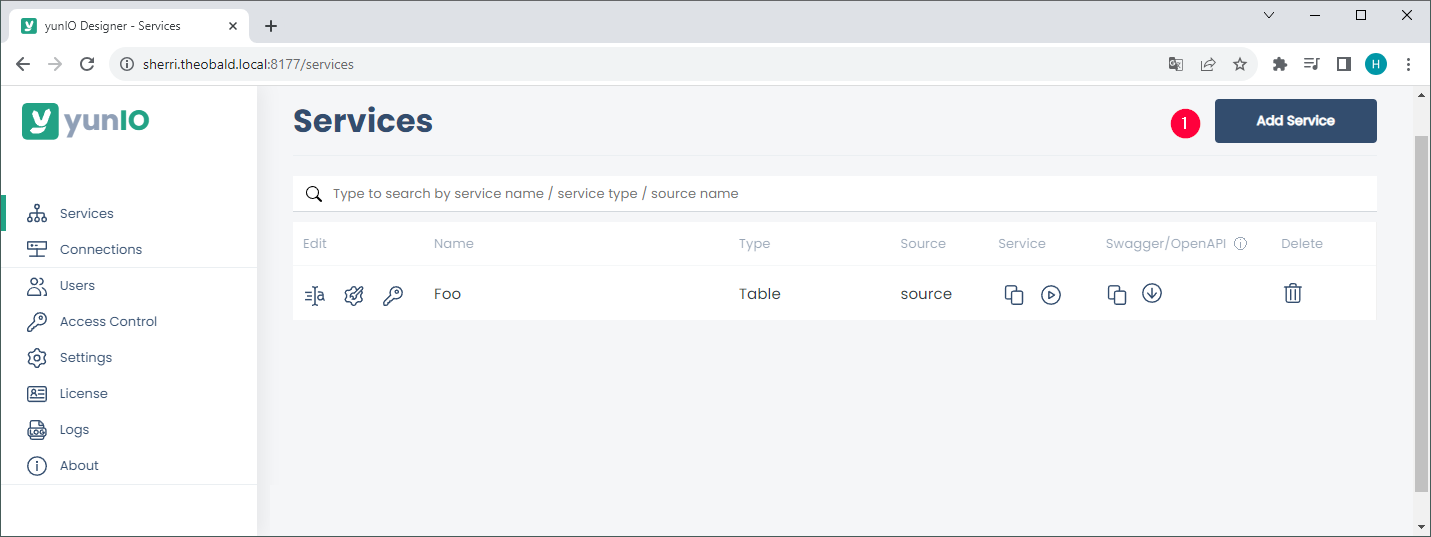 yunIO Designer - Services
sherri.theobald.local:8177/services
H
yunIO
Services
1
Add Service
Type to search by service name / service type / source name
Services
Connections
Users
Access Control
Settings
License
LOG
Logs
About
Edit Name Type Source Service Swagger/OpenAPI Delete
Foo Table source